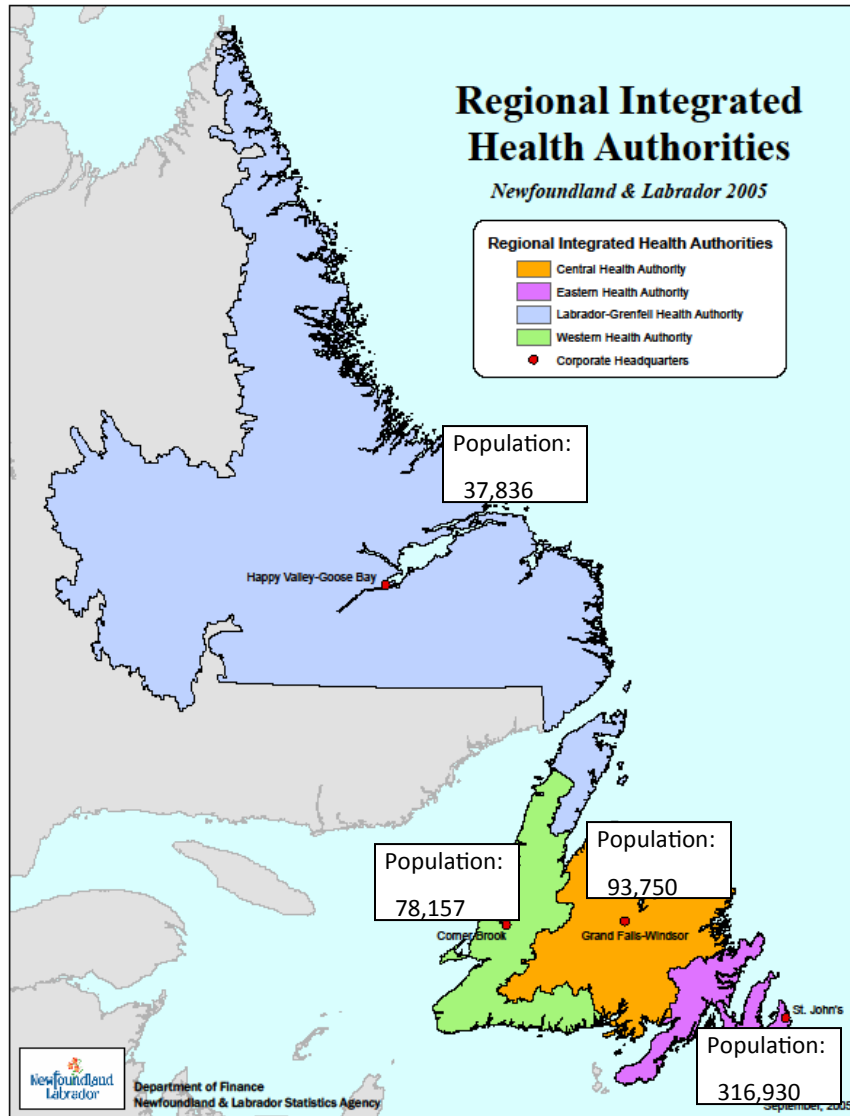 Regional Integrated
Health Authorities
Newfoundland & Labrador 2005
Regional Integrated Health Authorities
Central Health Authority
Eastern Health Authority
Labrador-Grenfell Health Authority
Western Health Authority
Corporate Headquarters
Population:
37,836
Happy Valley-Goose Bay
Population:
93,750
Population:
78,157
Corner Brook
Grand Falls-Windsor
St. John's
Population:
316,930
Newfoundland
Labrador
Department of Finance
Newfoundland & Labrador Statistics Agency
September, 2005